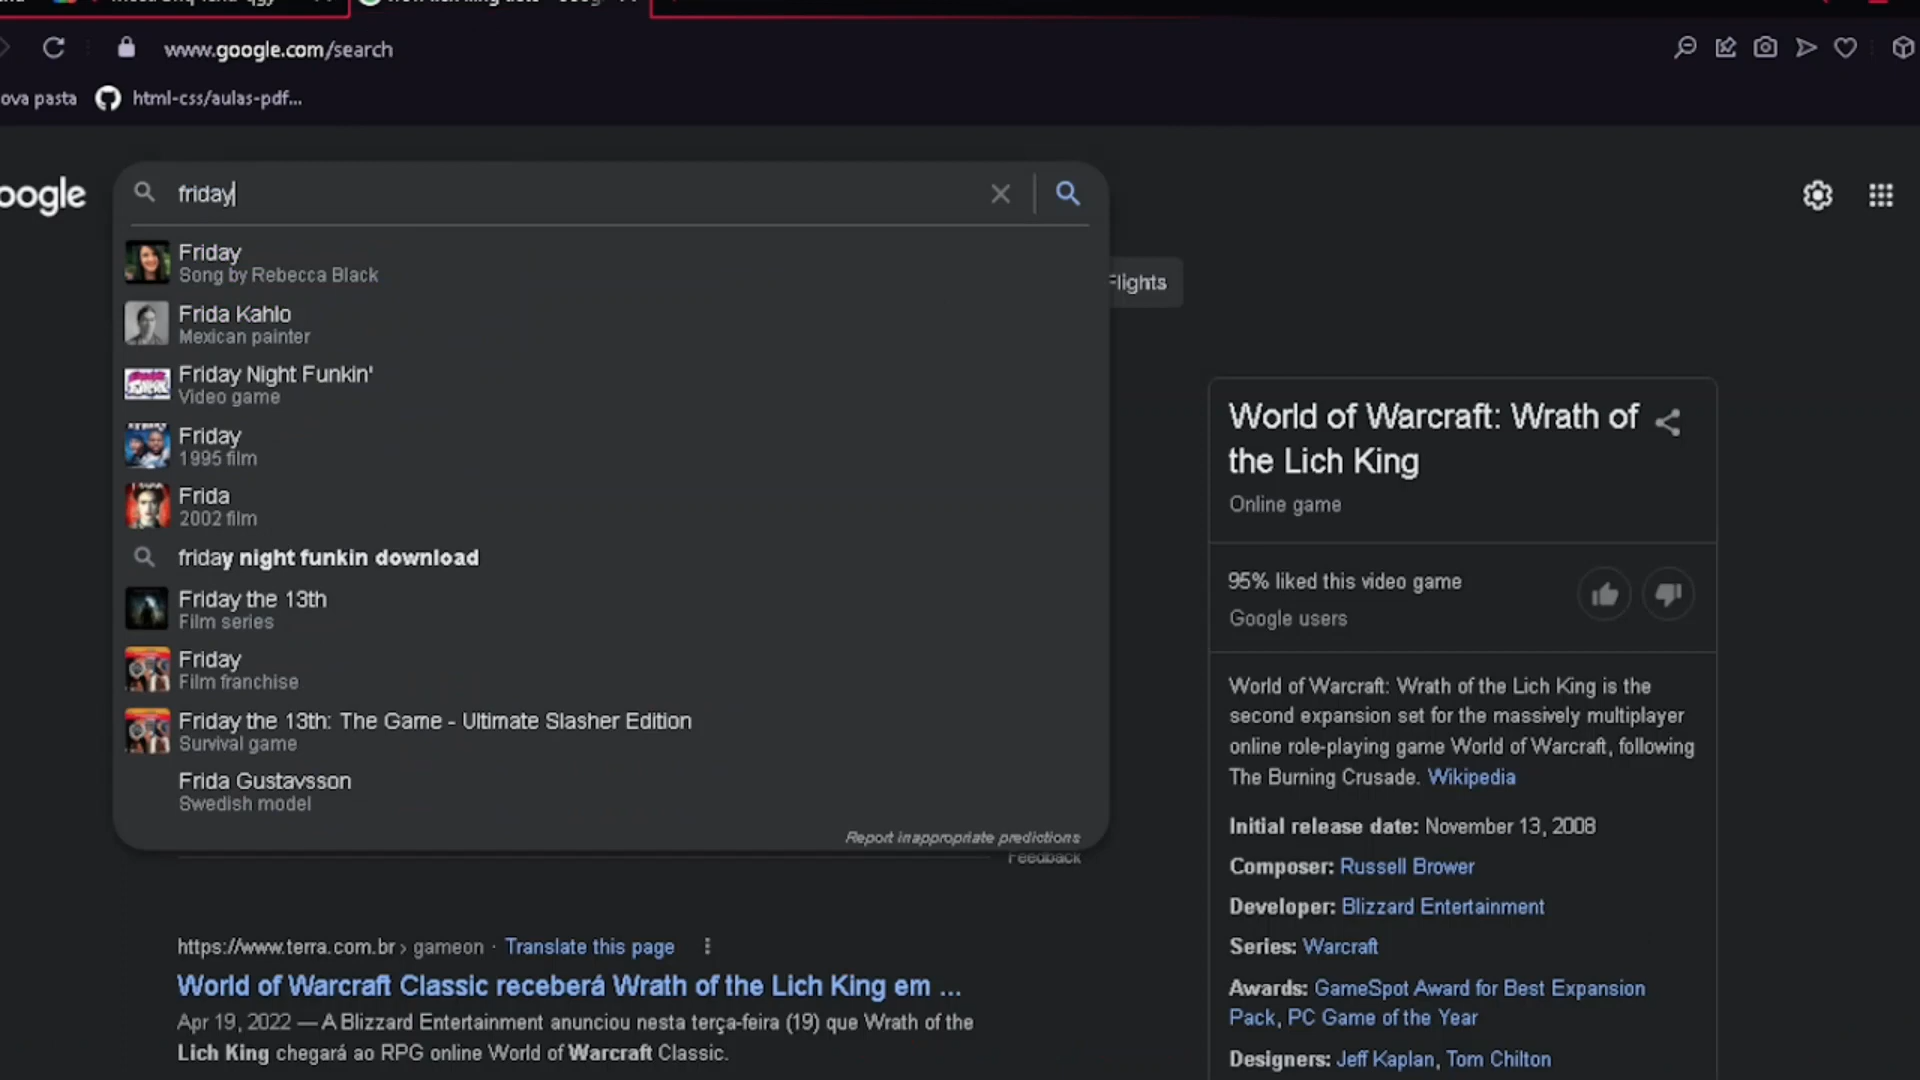 www.google.com/search
ova pasta
html-css/aulas-pdf...
oogle
friday
Friday
Song by Rebecca Black
Flights
Frida Kahlo
Mexican painter
Friday Night Funkin'
Video game
Friday
1995 film
Frida
2002 film
friday night funkin download
Friday the 13th
Film series
Friday
Film franchise
Friday the 13th: The Game - Ultimate Slasher Edition
Survival game
Frida Gustavsson
Swedish model
Report inappropriate predictions
Feedback
https://www.terra.com.br › gameon · Translate this page
World of Warcraft Classic receberá Wrath of the Lich King em ...
Apr 19, 2022 — A Blizzard Entertainment anunciou nesta terça-feira (19) que Wrath of the
Lich King chegará ao RPG online World of Warcraft Classic.
World of Warcraft: Wrath of
the Lich King
Online game
95% liked this video game
Google users
World of Warcraft: Wrath of the Lich King is the
second expansion set for the massively multiplayer
online role-playing game World of Warcraft, following
The Burning Crusade. Wikipedia
Initial release date: November 13, 2008
Composer: Russell Brower
Developer: Blizzard Entertainment
Series: Warcraft
Awards: GameSpot Award for Best Expansion
Pack, PC Game of the Year
Designers: Jeff Kaplan, Tom Chilton